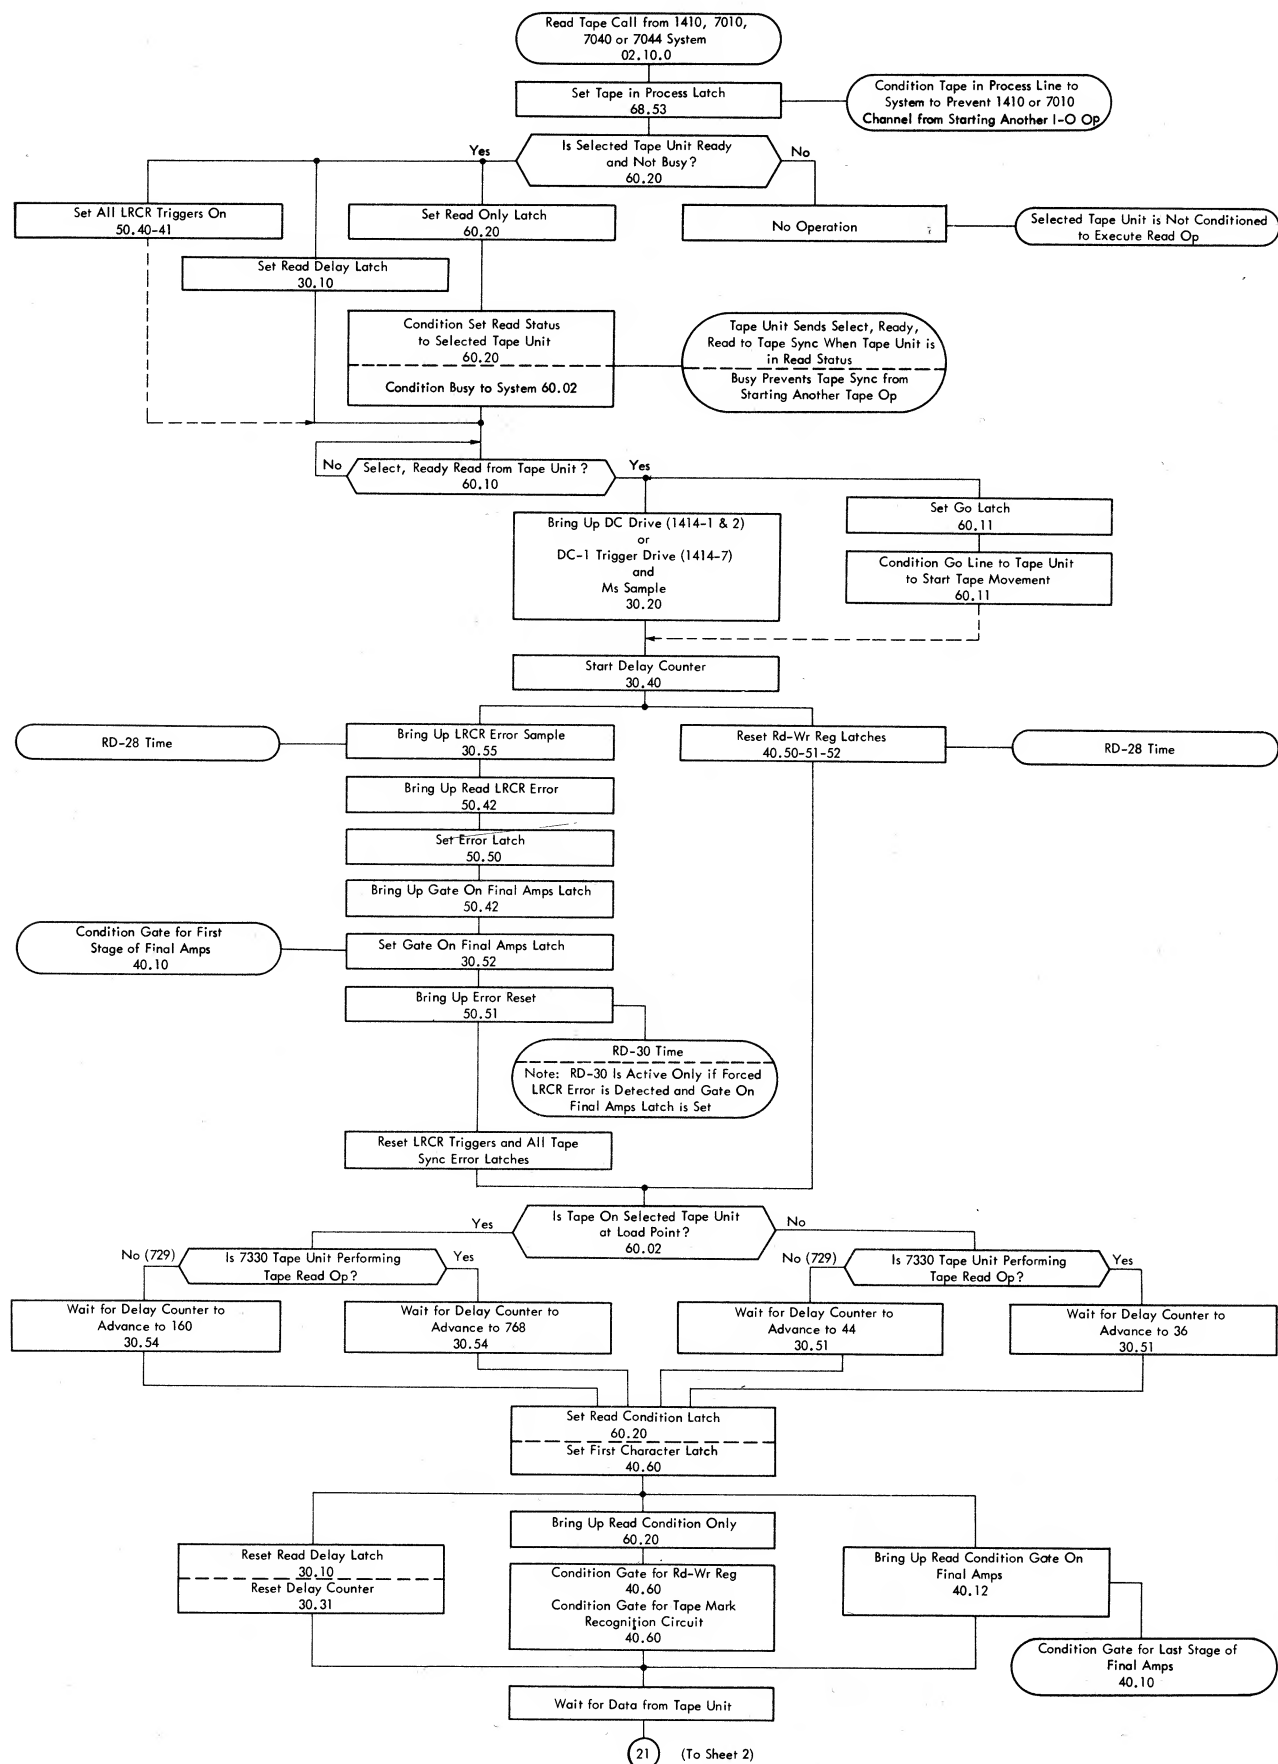 Read Tape Call from 1410, 7010,
7040 or 7044 System
02.10.0
Set Tape in Process Latch
68.53
Condition Tape in Process Line to
System to Prevent 1410 or 7010
Channel from Starting Another I-O Op
Yes
Is Selected Tape Unit Ready
and Not Busy?
60.20
No
Set All LRCR Triggers On
50.40-41
Set Read Only Latch
60.20
No Operation
Selected Tape Unit is Not Conditioned
to Execute Read Op
Set Read Delay Latch
30.10
Condition Set Read Status
to Selected Tape Unit
60.20
Condition Busy to System 60.02
Tape Unit Sends Select, Ready,
Read to Tape Sync When Tape Unit is
in Read Status
Busy Prevents Tape Sync from
Starting Another Tape Op
No
Select, Ready Read from Tape Unit ?
60.10
Yes
Bring Up DC Drive (1414-1 & 2)
or
DC-1 Trigger Drive (1414-7)
and
Ms Sample
30.20
Set Go Latch
60.11
Condition Go Line to Tape Unit
to Start Tape Movement
60.11
Start Delay Counter
30.40
RD-28 Time
Bring Up LRCR Error Sample
30.55
Reset Rd-Wr Reg Latches
40.50-51-52
RD-28 Time
Bring Up Read LRCR Error
50.42
Set Error Latch
50.50
Bring Up Gate On Final Amps Latch
50.42
Condition Gate for First
Stage of Final Amps
40.10
Set Gate On Final Amps Latch
30.52
Bring Up Error Reset
50.51
RD-30 Time
Note: RD-30 Is Active Only if Forced
LRCR Error is Detected and Gate On
Final Amps Latch is Set
Reset LRCR Triggers and All Tape
Sync Error Latches
Yes
Is Tape On Selected Tape Unit
at Load Point?
60.02
No
No (729)
Is 7330 Tape Unit Performing
Tape Read Op?
Yes
No (729)
Is 7330 Tape Unit Performing
Tape Read Op?
Yes
Wait for Delay Counter to
Advance to 160
30.54
Wait for Delay Counter to
Advance to 768
30.54
Wait for Delay Counter to
Advance to 44
30.51
Wait for Delay Counter to
Advance to 36
30.51
Set Read Condition Latch
60.20
Set First Character Latch
40.60
Reset Read Delay Latch
30.10
Reset Delay Counter
30.31
Bring Up Read Condition Only
60.20
Condition Gate for Rd-Wr Reg
40.60
Condition Gate for Tape Mark
Recognition Circuit
40.60
Bring Up Read Condition Gate On
Final Amps
40.12
Condition Gate for Last Stage of
Final Amps
40.10
Wait for Data from Tape Unit
21 (To Sheet 2)